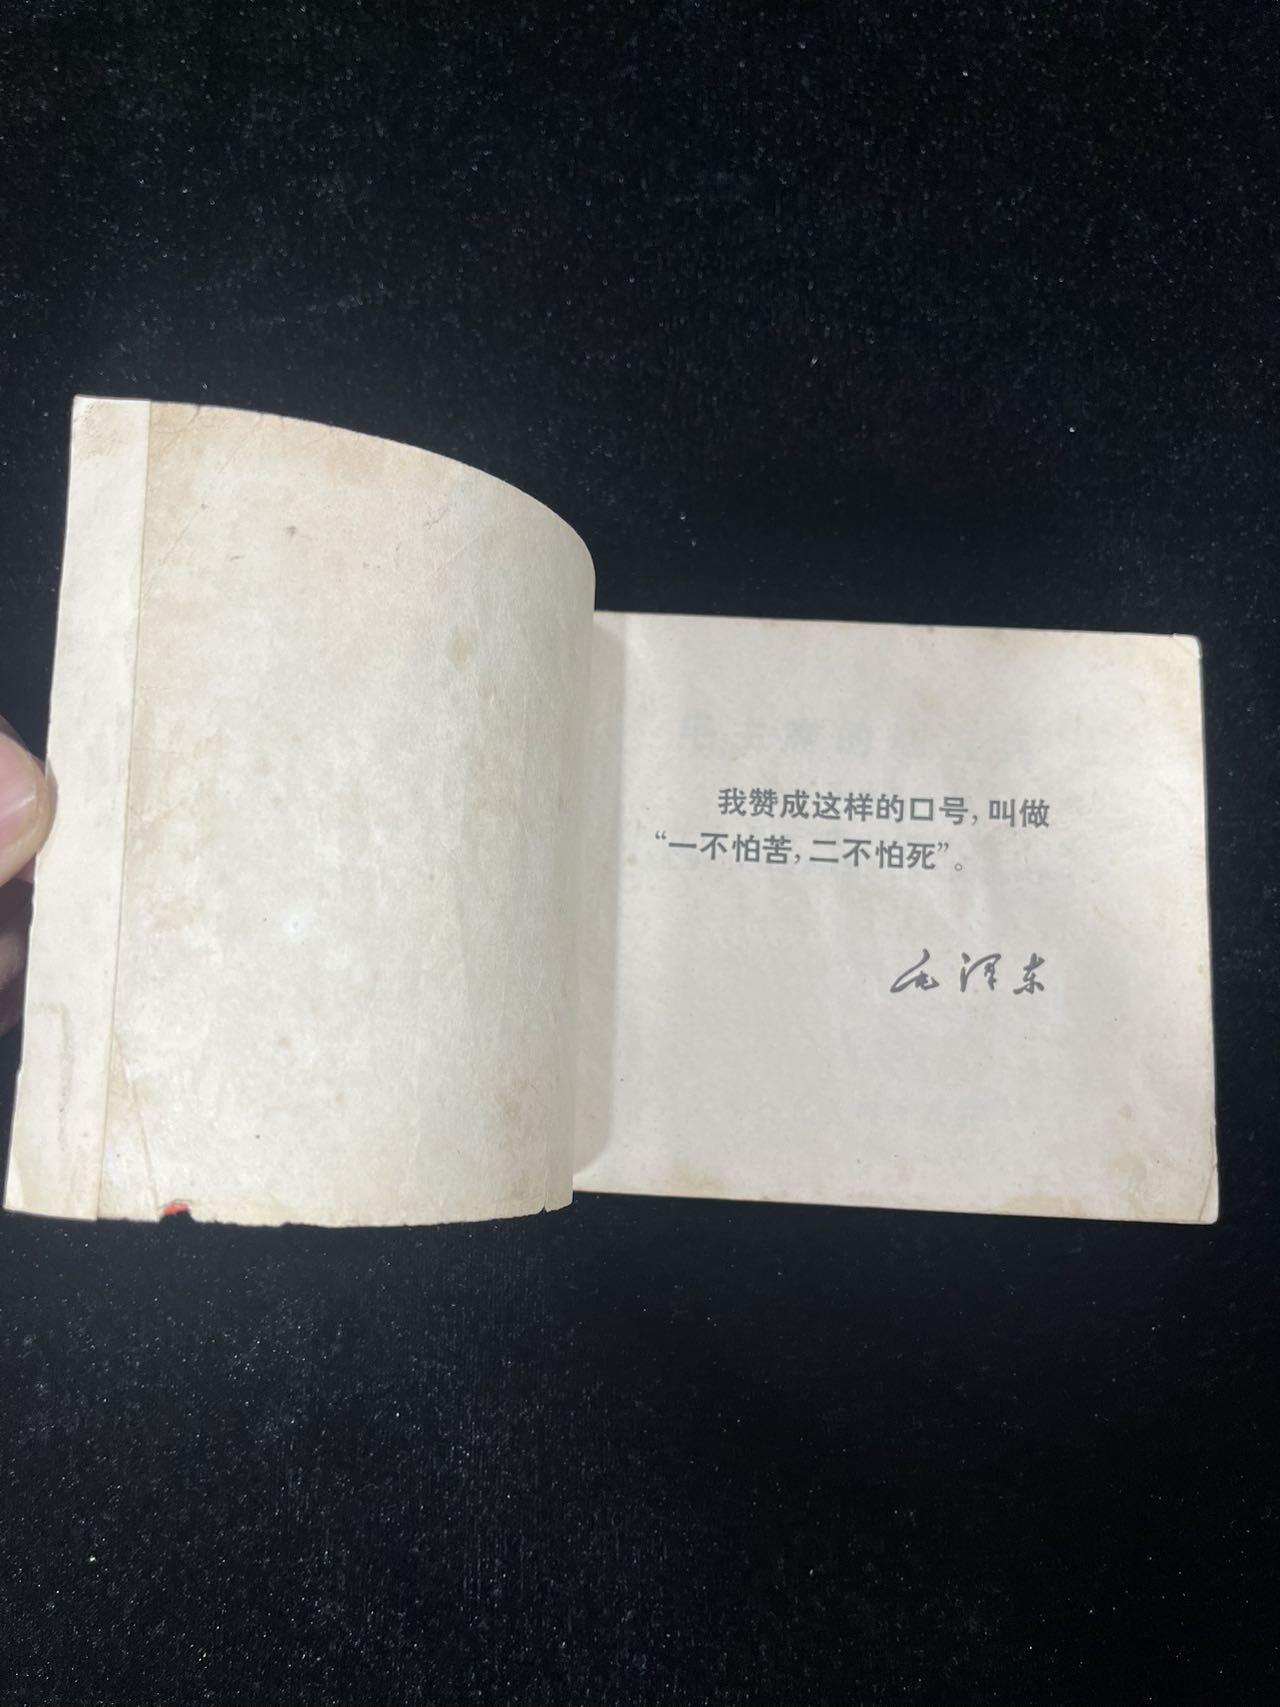 我赞成这样的口号，叫做
“一不怕苦，二不怕死”。
毛泽东